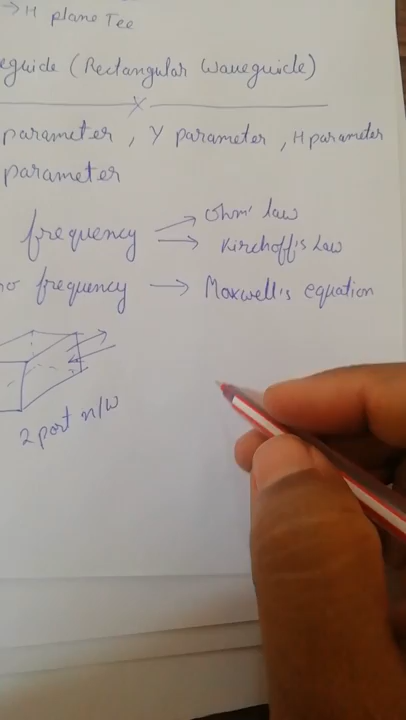 → H plane Tee
eguide (Rectangular Waveguide)
X
parameter, Y parameter, H parameter
parameter
frequency → Ohm' law
→ Kirchoff's Law
frequency → Maxwell's equation
2 port n/w